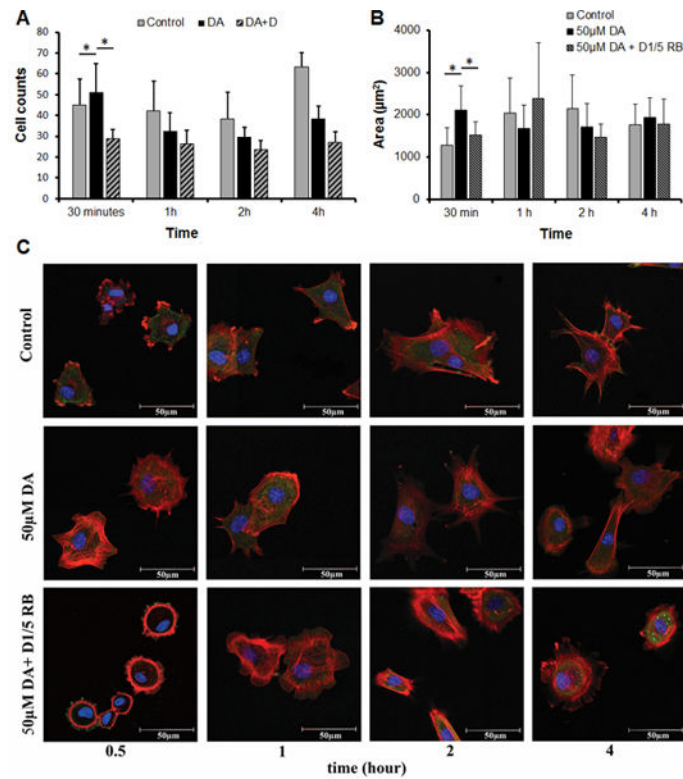 A
Control
DA
DA+D
Cell counts
80
70
60
50
40
30
20
10
0
*
*
30 minutes
1h
2h
4h
Time
B
Control
50µM DA
50µM DA + D1/5 RB
Area (µm²)
4000
3000
2000
1000
0
*
*
30 min
1 h
2 h
4 h
Time
C
Control
50µm
50µm
50µm
50µm
50µM DA
50µm
50µm
50µm
50µm
50µM DA+ D1/5 RB
50µm
50µm
50µm
50µm
0.5
1
2
4
time (hour)